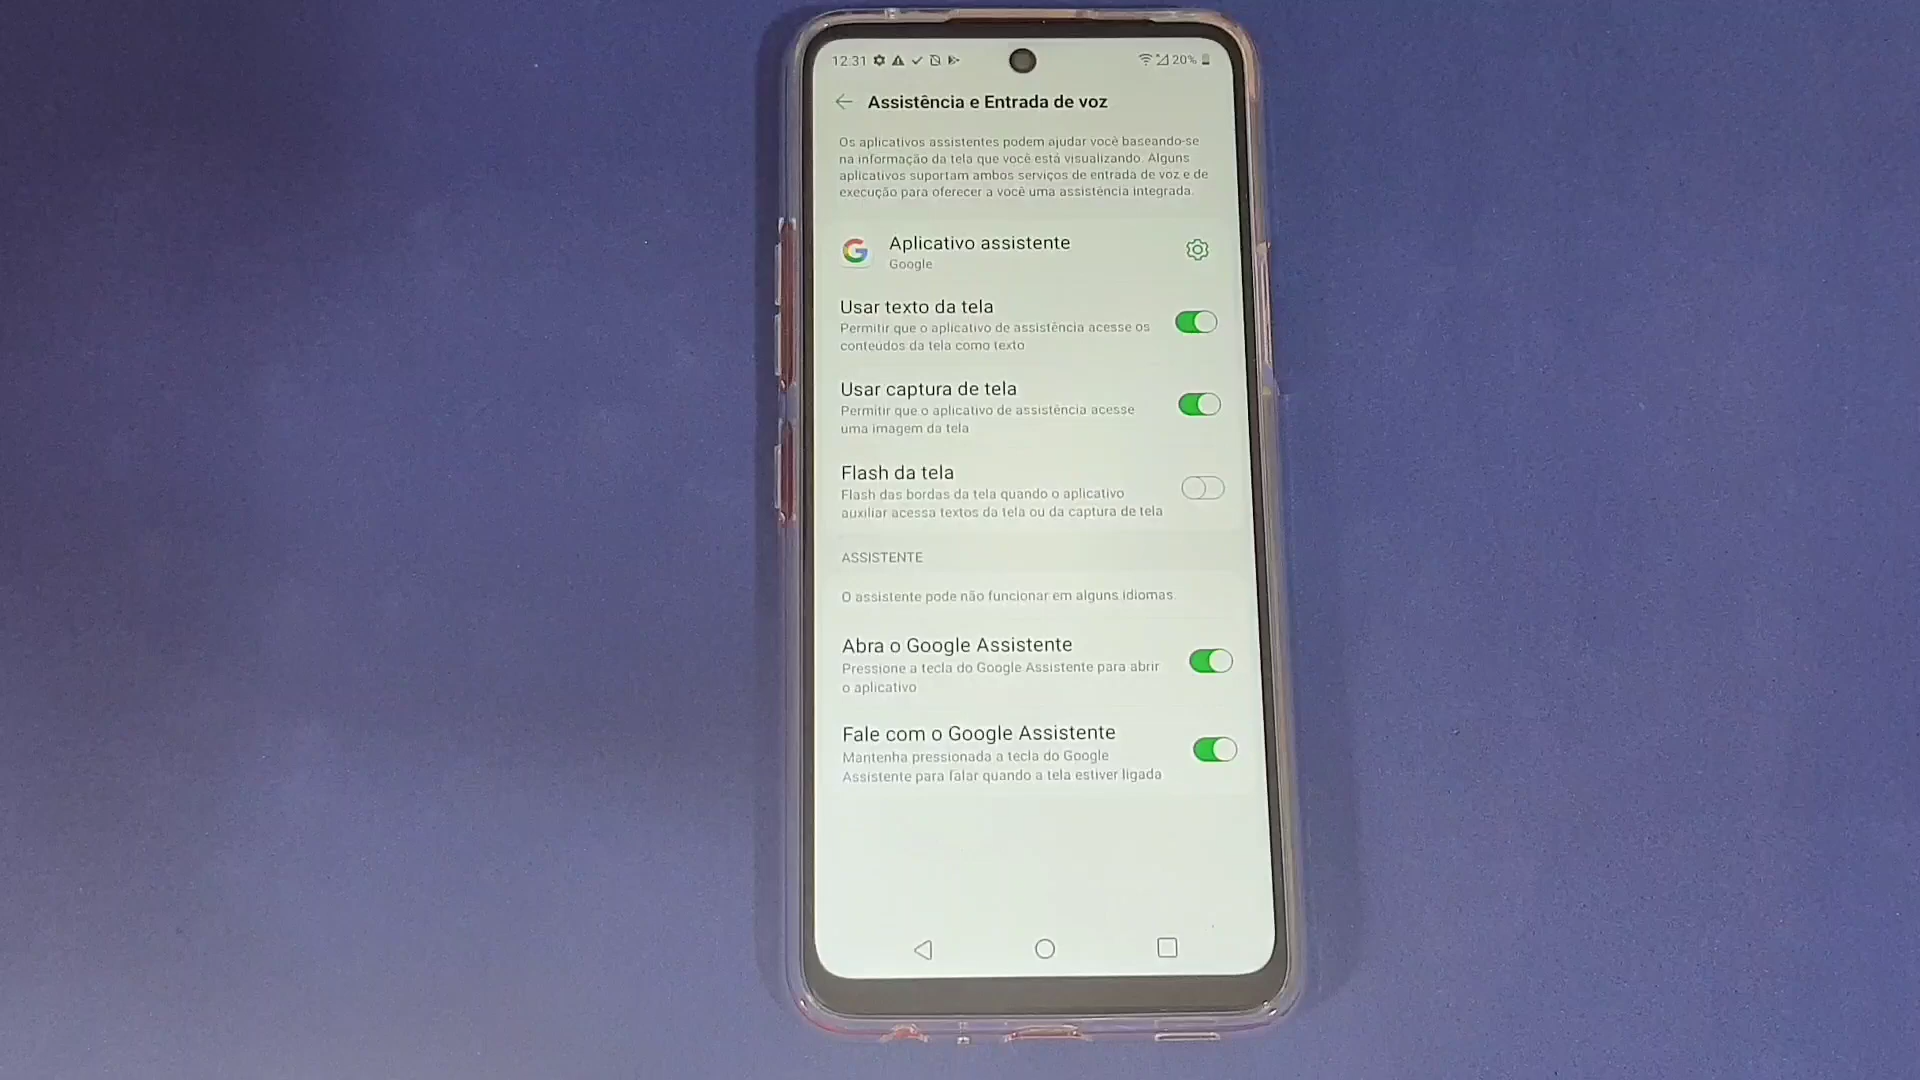 12:31
20%
Assistência e Entrada de voz
Os aplicativos assistentes podem ajudar você baseando-se
na informação da tela que você está visualizando. Alguns
aplicativos suportam ambos serviços de entrada de voz e de
execução para oferecer a você uma assistência integrada.
Aplicativo assistente
Google
Usar texto da tela
Permitir que o aplicativo de assistência acesse os
conteúdos da tela como texto
Usar captura de tela
Permitir que o aplicativo de assistência acesse
uma imagem da tela
Flash da tela
Flash das bordas da tela quando o aplicativo
auxiliar acessa textos da tela ou da captura de tela
ASSISTENTE
O assistente pode não funcionar em alguns idiomas.
Abra o Google Assistente
Pressione a tecla do Google Assistente para abrir
o aplicativo
Fale com o Google Assistente
Mantenha pressionada a tecla do Google
Assistente para falar quando a tela estiver ligada